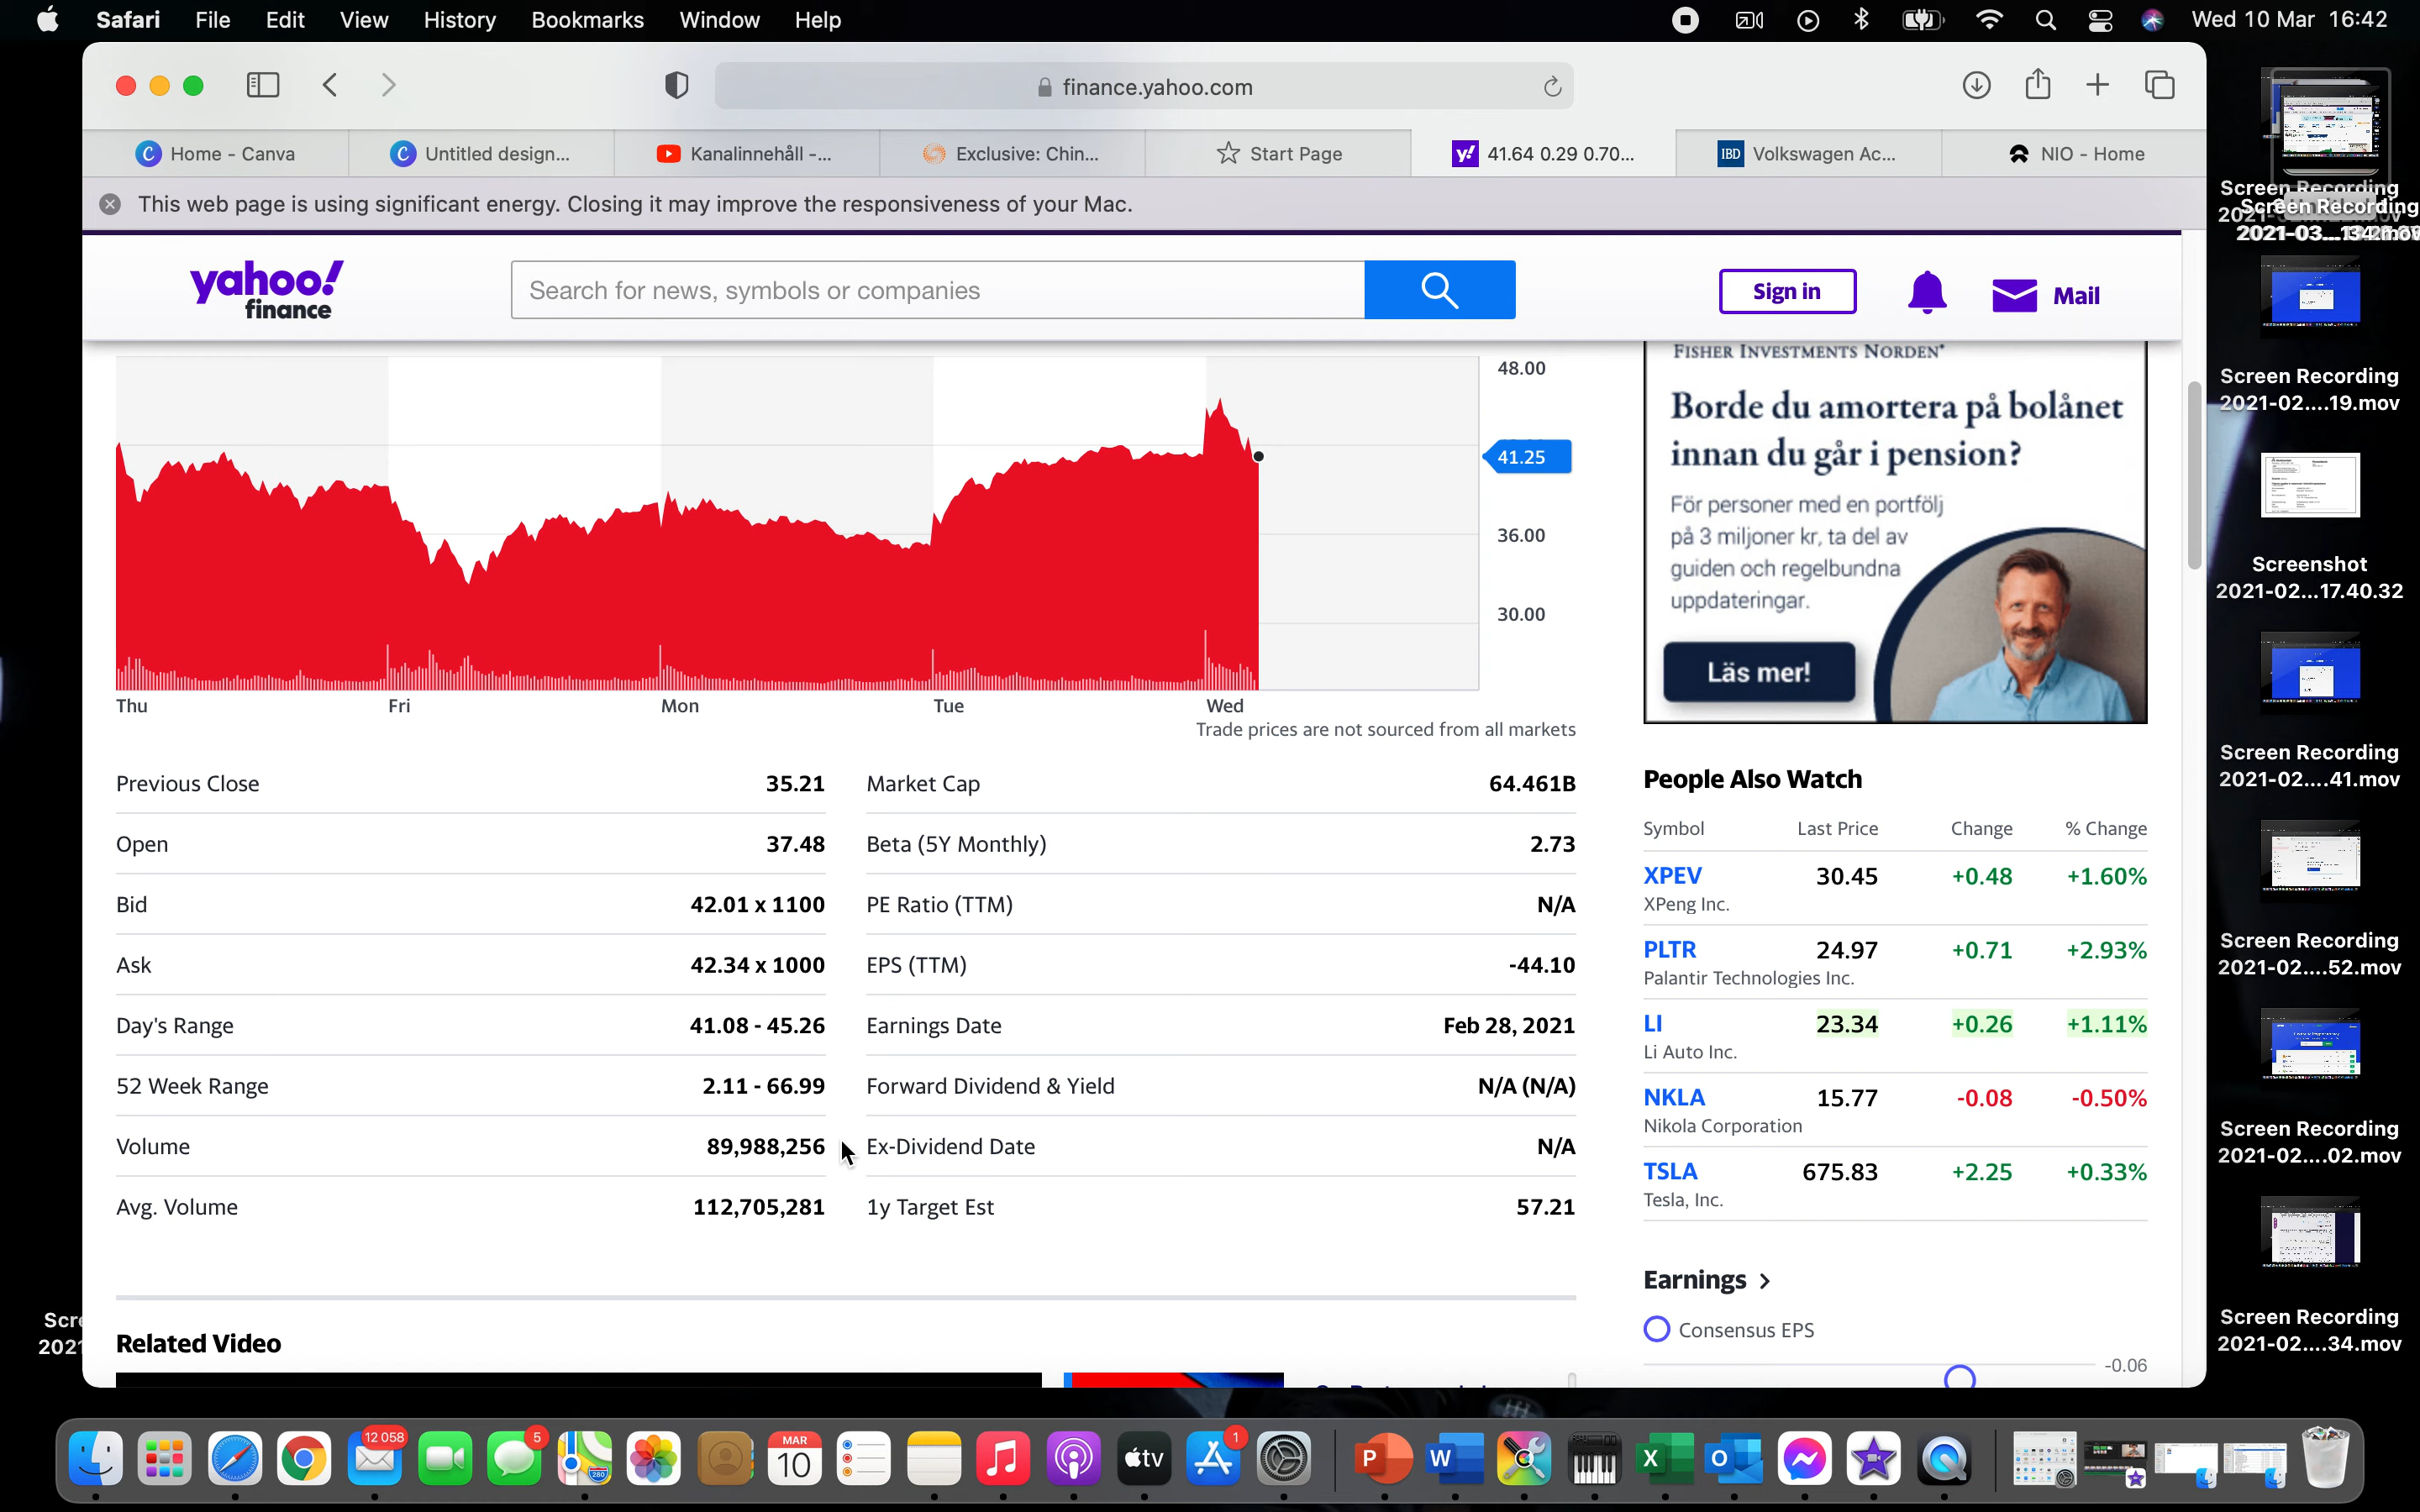 Safari File Edit View History Bookmarks Window Help Wed 10 Mar 16:42
finance.yahoo.com
Home - Canva Untitled design... Kanalinnehåll -... Exclusive: Chin... Start Page 41.64 0.29 0.70... IBD Volkswagen Ac... NIO - Home
This web page is using significant energy. Closing it may improve the responsiveness of your Mac.
yahoo!
finance
Search for news, symbols or companies
Sign in
Mail
48.00
41.25
36.00
30.00
Thu Fri Mon Tue Wed
Trade prices are not sourced from all markets
Previous Close 35.21
Open 37.48
Bid 42.01 x 1100
Ask 42.34 x 1000
Day's Range 41.08 - 45.26
52 Week Range 2.11 - 66.99
Volume 89,988,256
Avg. Volume 112,705,281
Market Cap 64.461B
Beta (5Y Monthly) 2.73
PE Ratio (TTM) N/A
EPS (TTM) -44.10
Earnings Date Feb 28, 2021
Forward Dividend & Yield N/A (N/A)
Ex-Dividend Date N/A
1y Target Est 57.21
Related Video
FISHER INVESTMENTS NORDEN
Borde du amortera på bolånet
innan du går i pension?
För personer med en portfölj
på 3 miljoner kr, ta del av
guiden och regelbundna
uppdateringar.
Läs mer!
People Also Watch
Symbol Last Price Change % Change
XPEV 30.45 +0.48 +1.60%
XPeng Inc.
PLTR 24.97 +0.71 +2.93%
Palantir Technologies Inc.
LI 23.34 +0.26 +1.11%
Li Auto Inc.
NKLA 15.77 -0.08 -0.50%
Nikola Corporation
TSLA 675.83 +2.25 +0.33%
Tesla, Inc.
Earnings
Consensus EPS
-0.06
Screen Recording
Screen Recording
Screen Recording
2021-02....19.mov
Screenshot
2021-02...17.40.32
Screen Recording
2021-02....41.mov
Screen Recording
2021-02....52.mov
Screen Recording
2021-02....02.mov
Screen Recording
2021-02....34.mov
12 058
5
MAR
10
tv
1
280
P
W
X
O